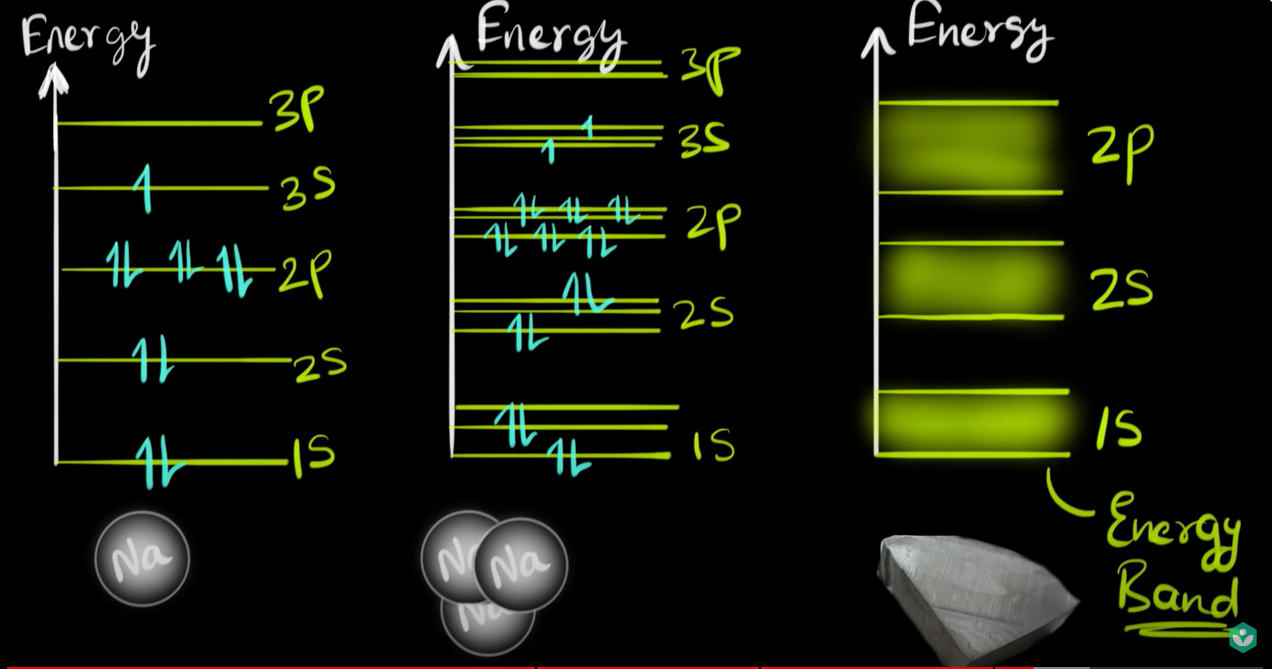 Energy
3P
3S
2P
2S
1S
Na
Energy
3P
3S
2P
2S
1S
Na
Na
Na
Energy
2P
2S
1S
Energy
Band